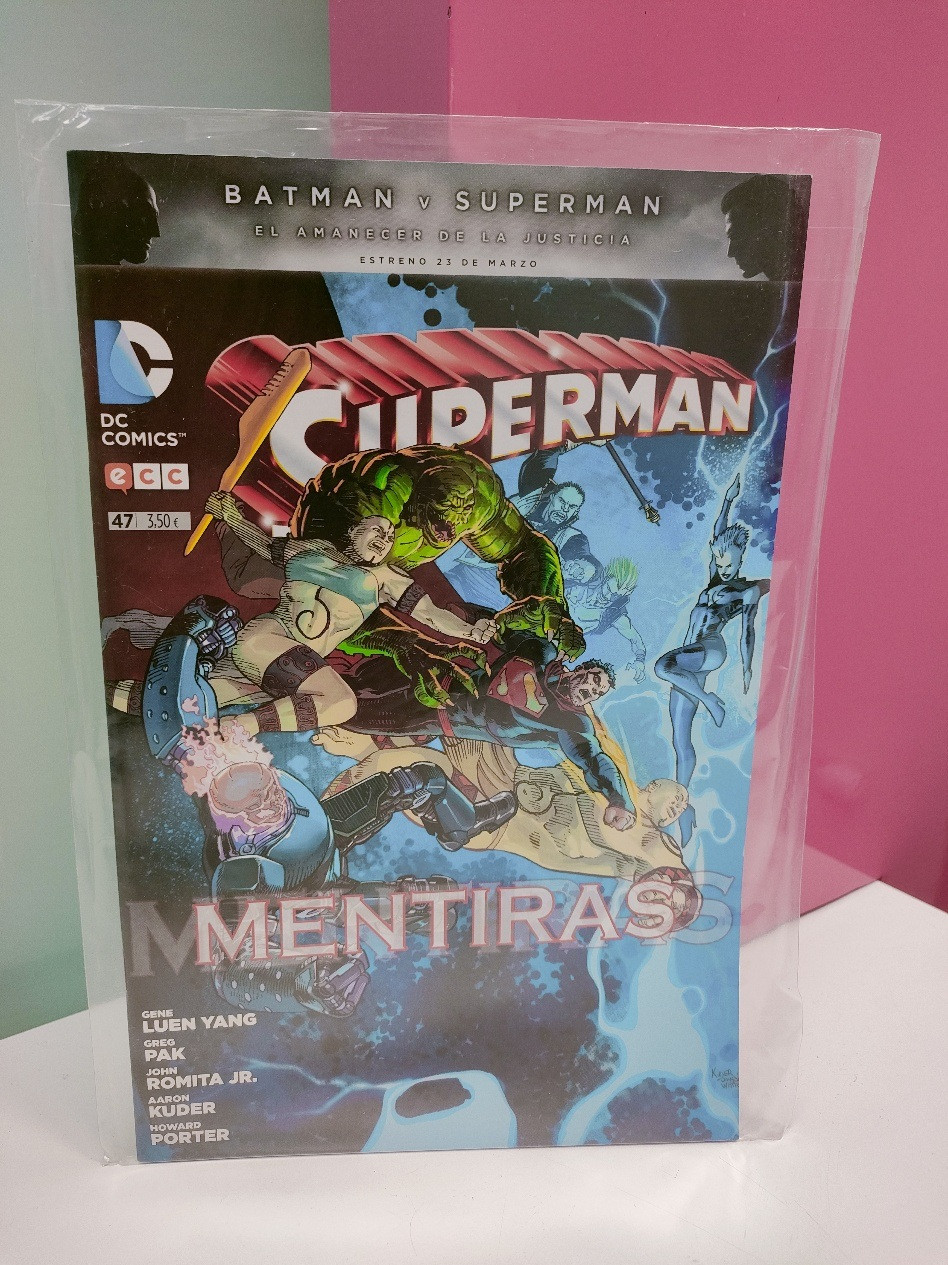 BATMAN v SUPERMAN
EL AMANECER DE LA JUSTICIA
ESTRENO 23 DE MARZO
SUPERMAN
DC
COMICS™
ecc
47 3,50 €
MENTIRAS
GENE
LUEN YANG
GREG
PAK
JOHN
ROMITA JR.
AARON
KUDER
HOWARD
PORTER